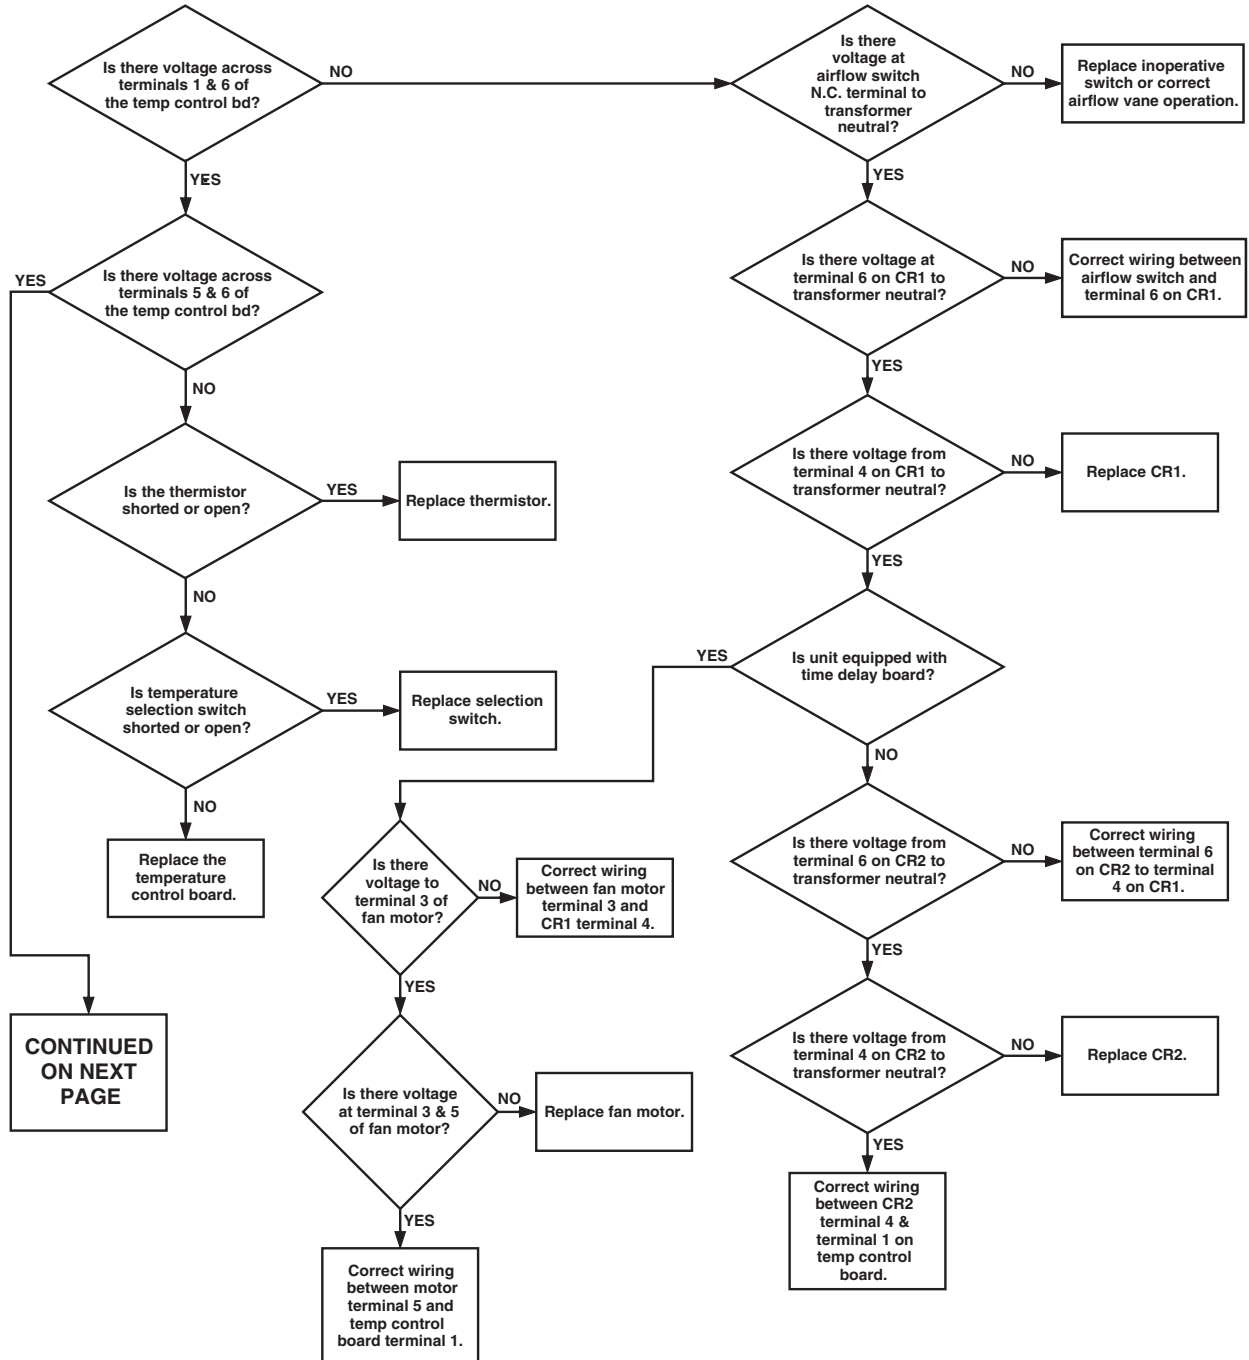 Is there voltage across
terminals 1 & 6 of
the temp control bd?
NO
Is there
voltage at
airflow switch
N.C. terminal to
transformer
neutral?
NO
Replace inoperative
switch or correct
airflow vane operation.
YES
YES
YES
Is there voltage across
terminals 5 & 6 of
the temp control bd?
Is there voltage at
terminal 6 on CR1 to
transformer neutral?
NO
Correct wiring between
airflow switch and
terminal 6 on CR1.
NO
YES
Is the thermistor
shorted or open?
YES
Replace thermistor.
Is there voltage from
terminal 4 on CR1 to
transformer neutral?
NO
Replace CR1.
NO
YES
Is temperature
selection switch
shorted or open?
YES
Replace selection
switch.
YES
Is unit equipped with
time delay board?
NO
NO
Replace the
temperature
control board.
Is there
voltage to
terminal 3 of
fan motor?
NO
Correct wiring
between fan motor
terminal 3 and
CR1 terminal 4.
Is there voltage from
terminal 6 on CR2 to
transformer neutral?
NO
Correct wiring
between terminal 6
on CR2 to terminal
4 on CR1.
YES
YES
CONTINUED
ON NEXT
PAGE
Is there voltage
at terminal 3 & 5
of fan motor?
NO
Replace fan motor.
Is there voltage from
terminal 4 on CR2 to
transformer neutral?
NO
Replace CR2.
YES
YES
Correct wiring
between motor
terminal 5 and
temp control
board terminal 1.
Correct wiring
between CR2
terminal 4 &
terminal 1 on
temp control
board.